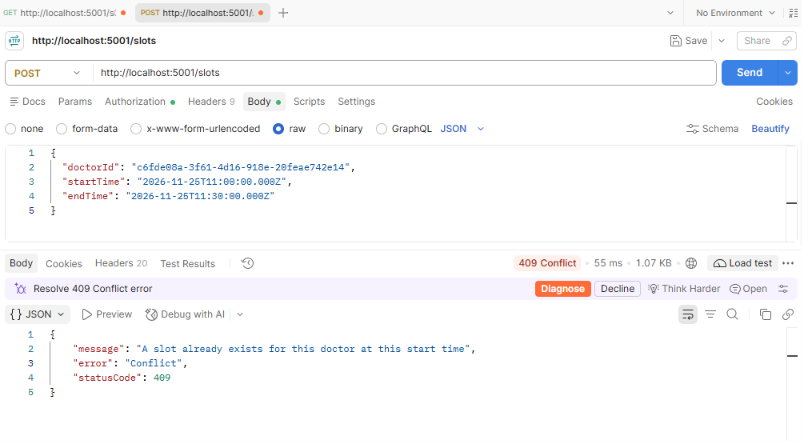 GET http://localhost:5001/sl
POST http://localhost:5001/.
No Environment
HTTP http://localhost:5001/slots
Save
Share
POST
http://localhost:5001/slots
Send
Docs Params Authorization Headers 9 Body Scripts Settings
Cookies
none form-data x-www-form-urlencoded raw binary GraphQL JSON
Schema Beautify
1 {
2 "doctorId": "c6fde08a-3f61-4d16-918e-20feae742e14",
3 "startTime": "2026-11-25T11:00:00.000Z",
4 "endTime": "2026-11-25T11:30:00.000Z"
5 }
Body Cookies Headers 20 Test Results
409 Conflict • 55 ms • 1.07 KB •
Load test
Resolve 409 Conflict error
Diagnose Decline Think Harder Open
{} JSON Preview Debug with AI
1 {
2 "message": "A slot already exists for this doctor at this start time",
3 "error": "Conflict",
4 "statusCode": 409
5 }